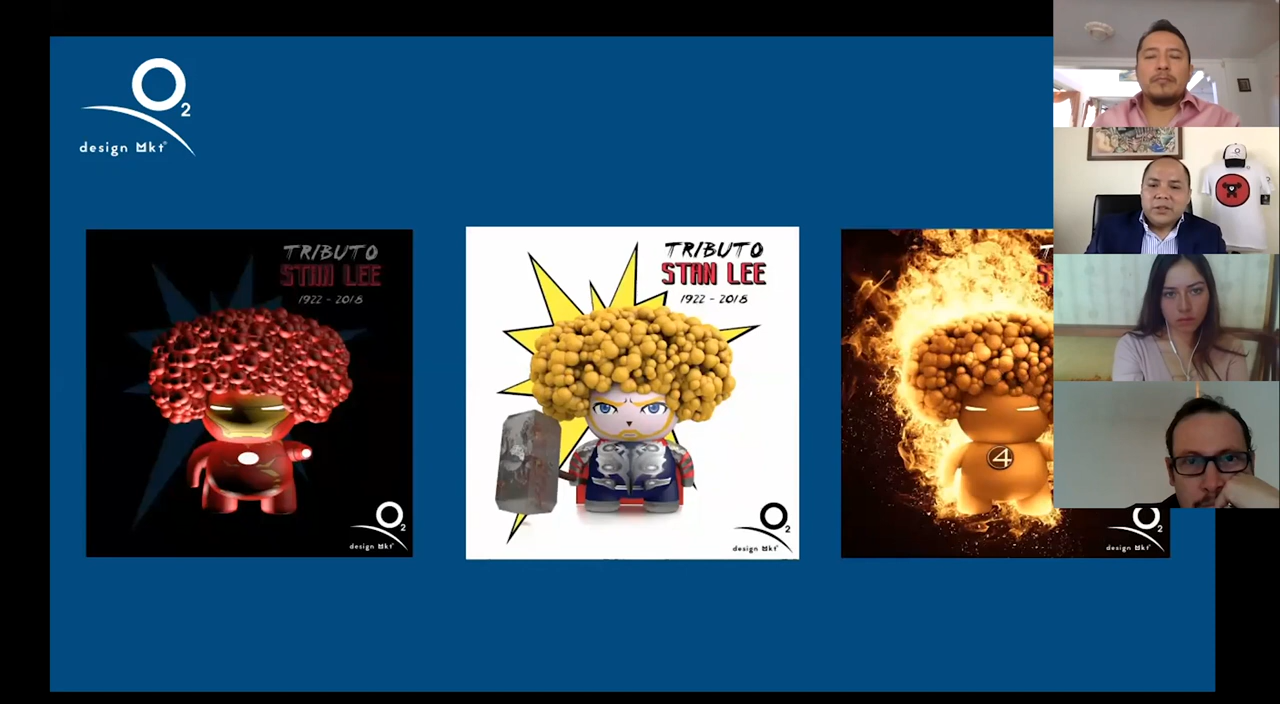 O2
design Mkt®
TRIBUTO
STAN LEE
1922 - 2018
O2
design Mkt®
TRIBUTO
STAN LEE
1922 - 2018
O2
design Mkt®
4
O2
design Mkt®